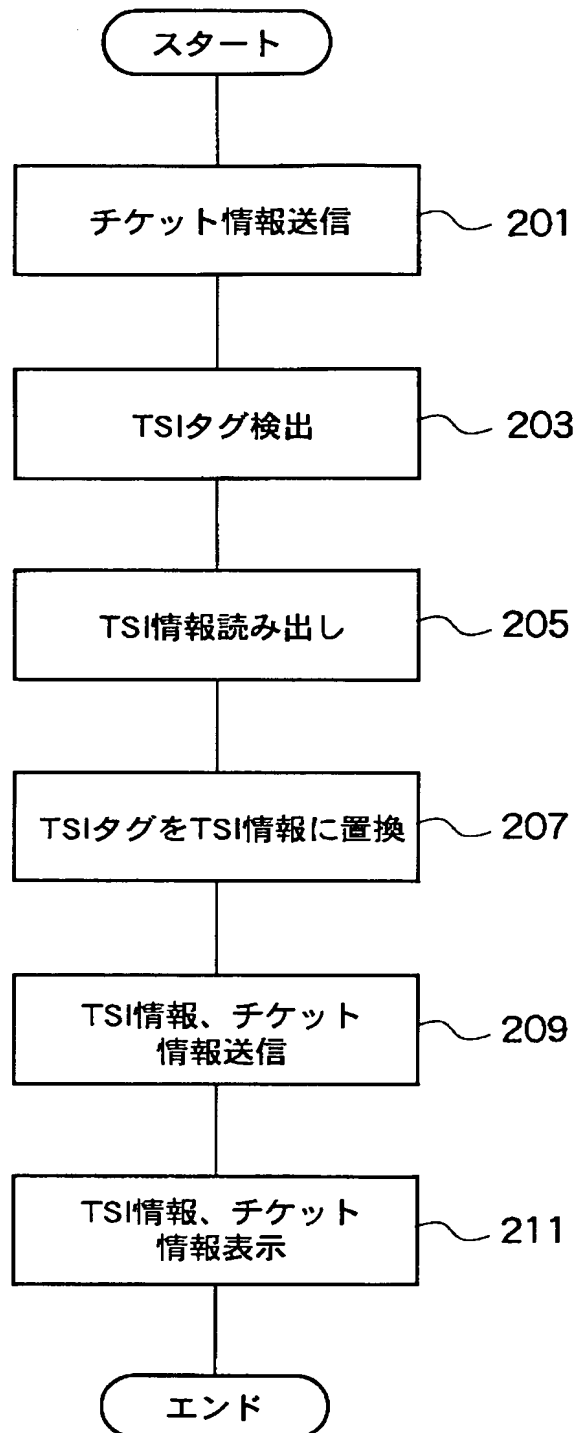 スタート
チケット情報送信
201
TSIタグ検出
203
TSI情報読み出し
205
TSIタグをTSI情報に置換
207
TSI情報、チケット
情報送信
209
TSI情報、チケット
情報表示
211
エンド